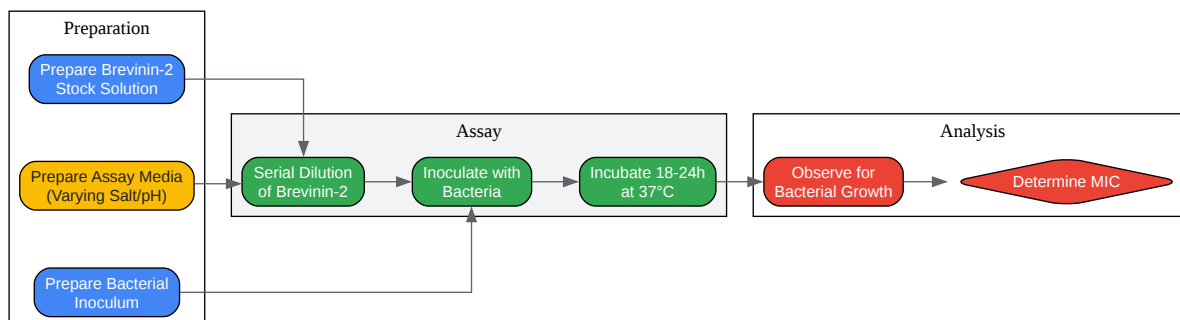 Preparation
Prepare Brevinin-2
Stock Solution
Prepare Assay Media
(Varying Salt/pH)
Prepare Bacterial
Inoculum
Assay
Serial Dilution
of Brevinin-2
Inoculate with
Bacteria
Incubate 18-24h
at 37°C
Analysis
Observe for
Bacterial Growth
Determine MIC